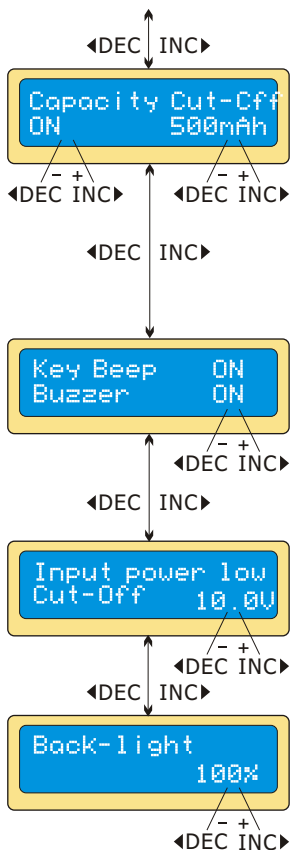 ◀DEC INC▶
Capacity Cut-Cff
ON 500mAh
- + - +
◀DEC INC▶ ◀DEC INC▶
◀DEC INC▶
Key Beep ON
Buzzer ON
- +
◀DEC INC▶
◀DEC INC▶
Input power low
Cut-Off 10.0V
- +
◀DEC INC▶
◀DEC INC▶
Back-light
100%
- +
◀DEC INC▶